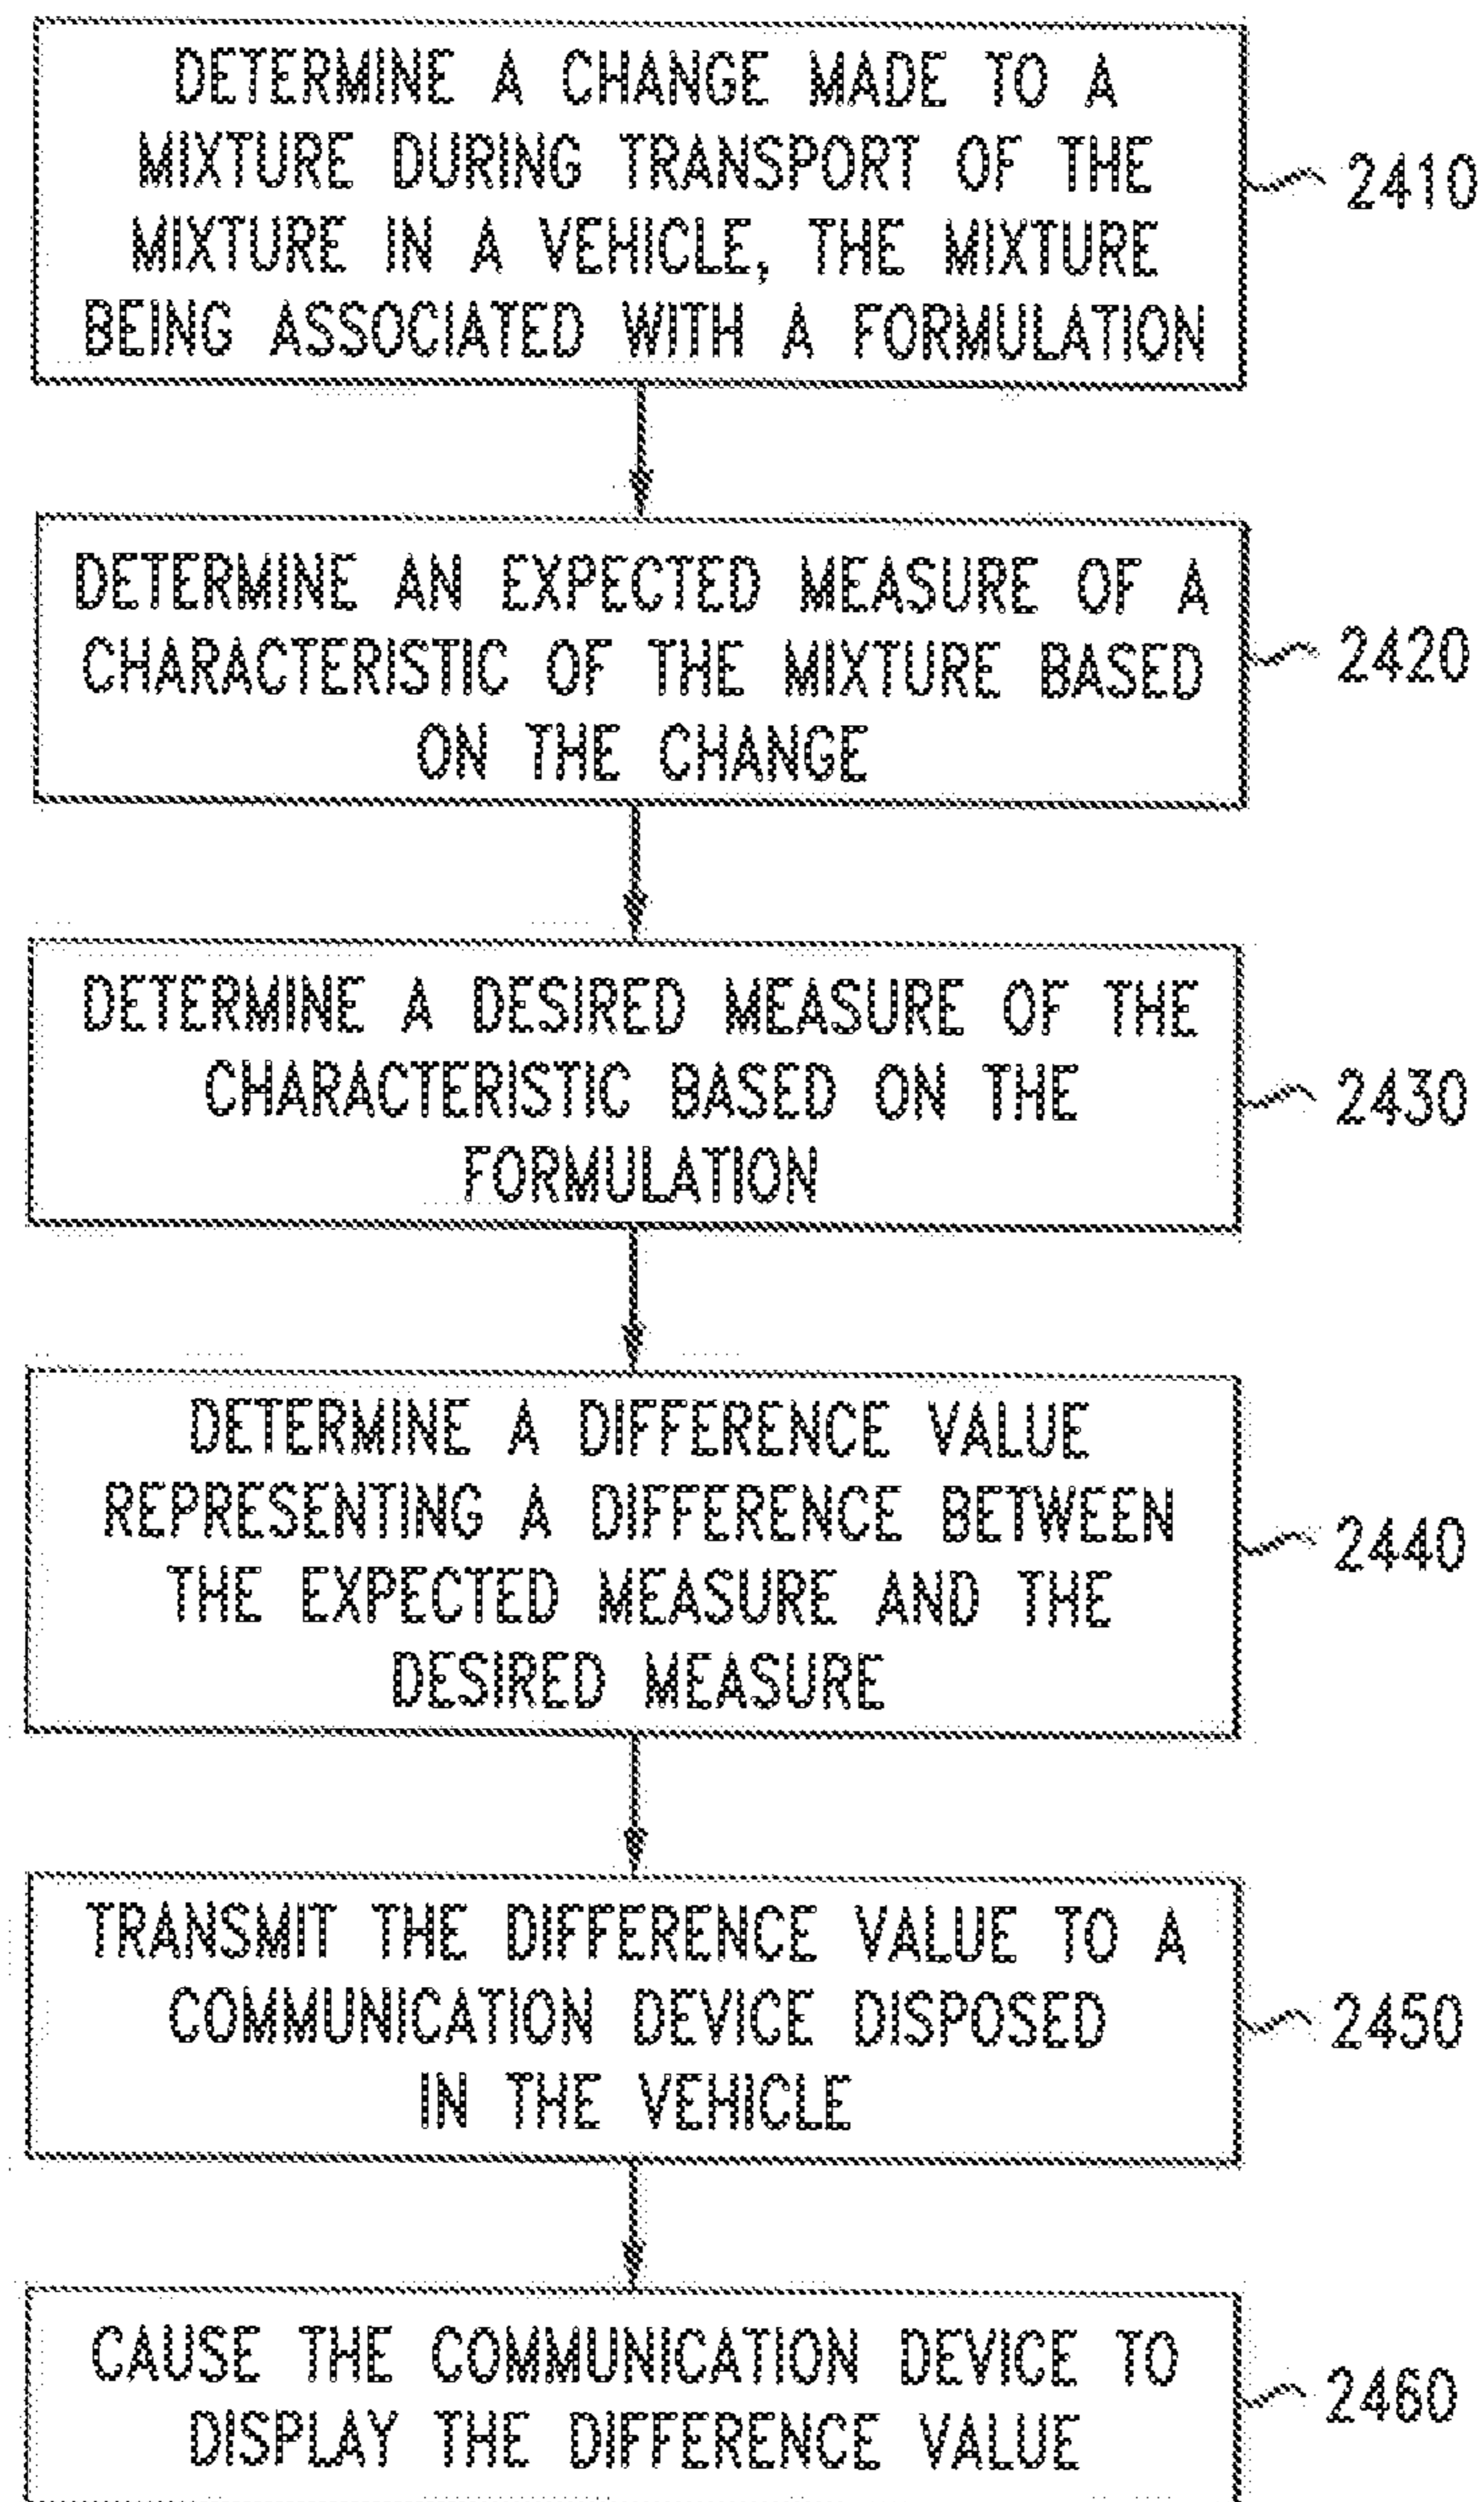 DETERMINE A CHANGE MADE TO A
MIXTURE DURING TRANSPORT OF THE
MIXTURE IN A VEHICLE, THE MIXTURE
BEING ASSOCIATED WITH A FORMULATION
2410
DETERMINE AN EXPECTED MEASURE OF A
CHARACTERISTIC OF THE MIXTURE BASED
ON THE CHANGE
2420
DETERMINE A DESIRED MEASURE OF THE
CHARACTERISTIC BASED ON THE
FORMULATION
2430
DETERMINE A DIFFERENCE VALUE
REPRESENTING A DIFFERENCE BETWEEN
THE EXPECTED MEASURE AND THE
DESIRED MEASURE
2440
TRANSMIT THE DIFFERENCE VALUE TO A
COMMUNICATION DEVICE DISPOSED
IN THE VEHICLE
2450
CAUSE THE COMMUNICATION DEVICE TO
DISPLAY THE DIFFERENCE VALUE
2460